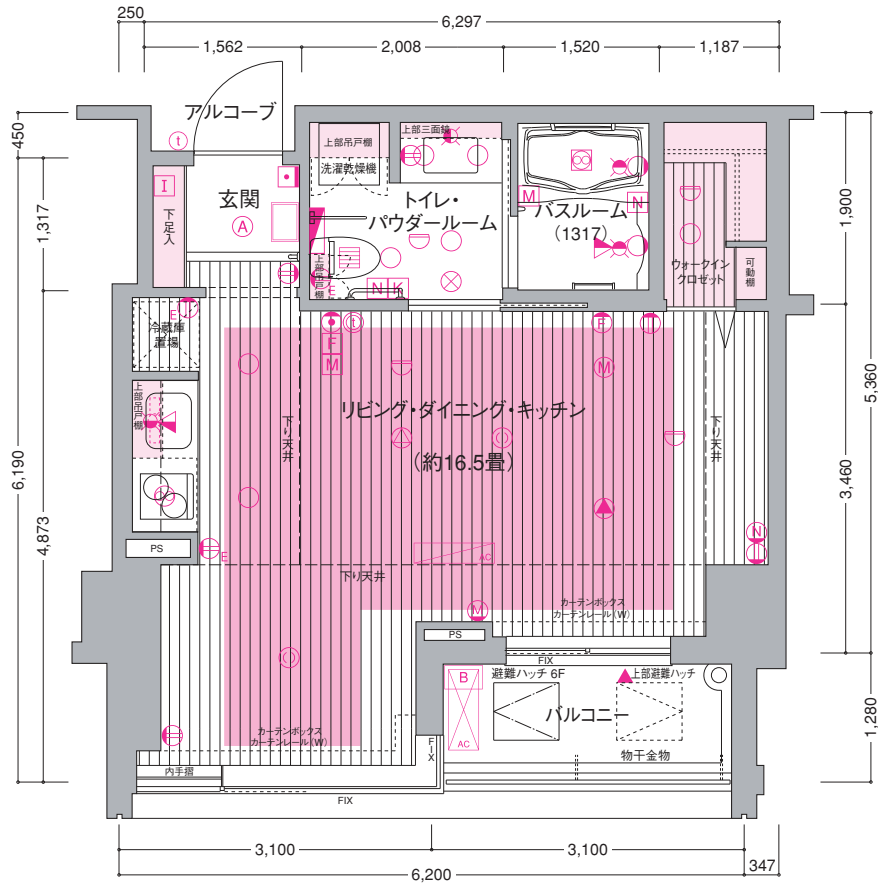 250
6,297
1,562
2,008
1,520
1,187
アルコーブ
t
450
1,317
6,190
4,873
1,900
5,360
3,460
1,280
I
下足入
玄関
A
上部吊戸棚
洗濯乾燥機
上部三面鏡
トイレ・
パウダールーム
上部吊戸棚
E
N
K
M
バスルーム
(1317)
N
ウォークイン
クロゼット
可動棚
E
冷蔵庫
置場
t
F
M
F
M
上部吊戸棚
下り天井
リビング・ダイニング・キッチン
(約16.5畳)
下り天井
N
PS
E
AC
下り天井
カーテンボックス
カーテンレール(W)
M
PS
FIX
B
AC
避難ハッチ 6F
上部避難ハッチ
バルコニー
物干金物
カーテンボックス
カーテンレール(W)
FIX
内手摺
FIX
3,100
3,100
6,200
347